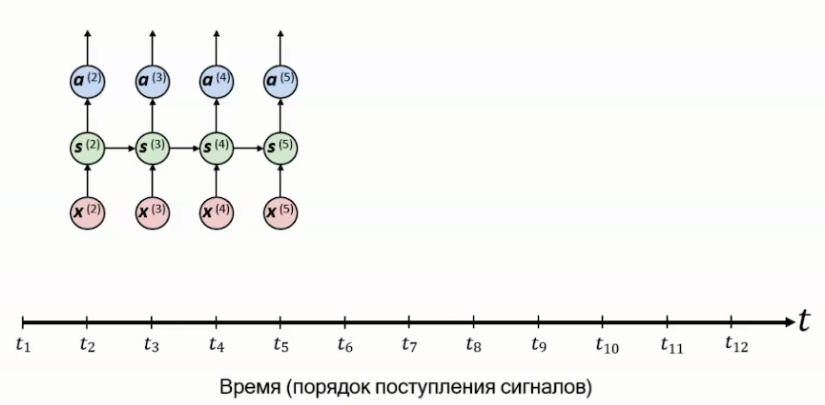 a(2) a(3) a(4) a(5)
s(2) s(3) s(4) s(5)
x(2) x(3) x(4) x(5)
t
t₁ t₂ t₃ t₄ t₅ t₆ t₇ t₈ t₉ t₁₀ t₁₁ t₁₂
Время (порядок поступления сигналов)